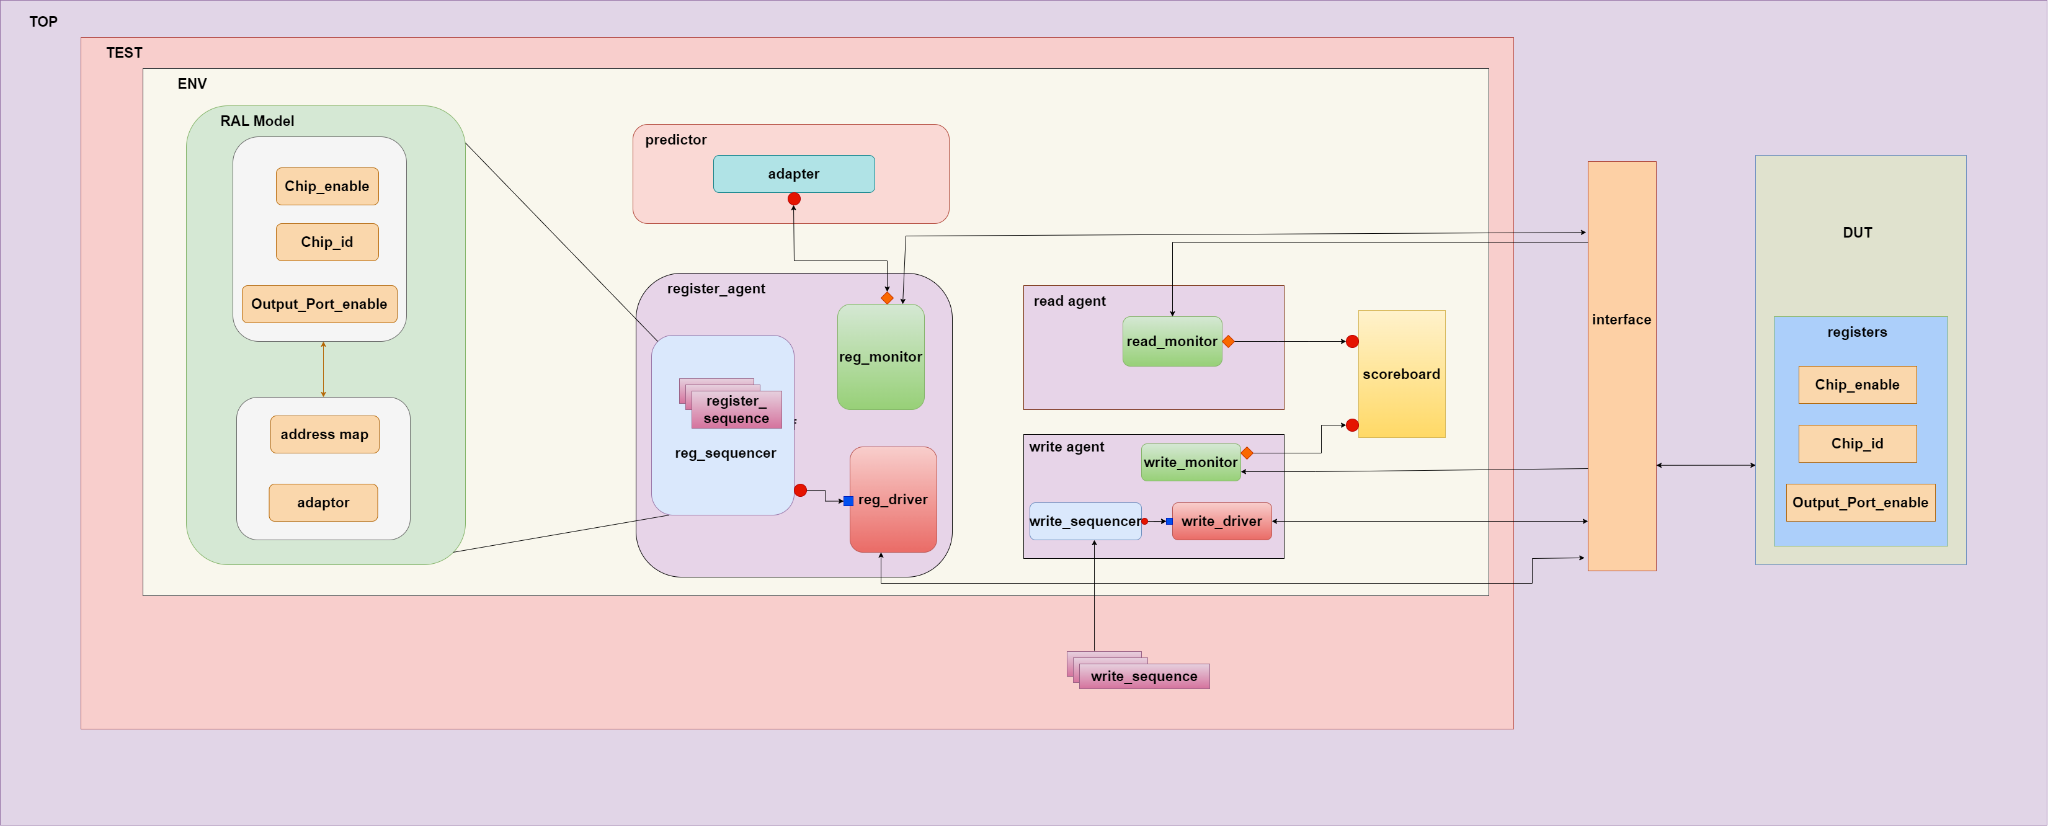 TOP
TEST
ENV
RAL Model
Chip_enable
Chip_id
Output_Port_enable
address map
adaptor
predictor
adapter
register_agent
reg_monitor
register_
sequence
reg_sequencer
reg_driver
read agent
read_monitor
scoreboard
write agent
write_monitor
write_sequencer
write_driver
write_sequence
interface
DUT
registers
Chip_enable
Chip_id
Output_Port_enable